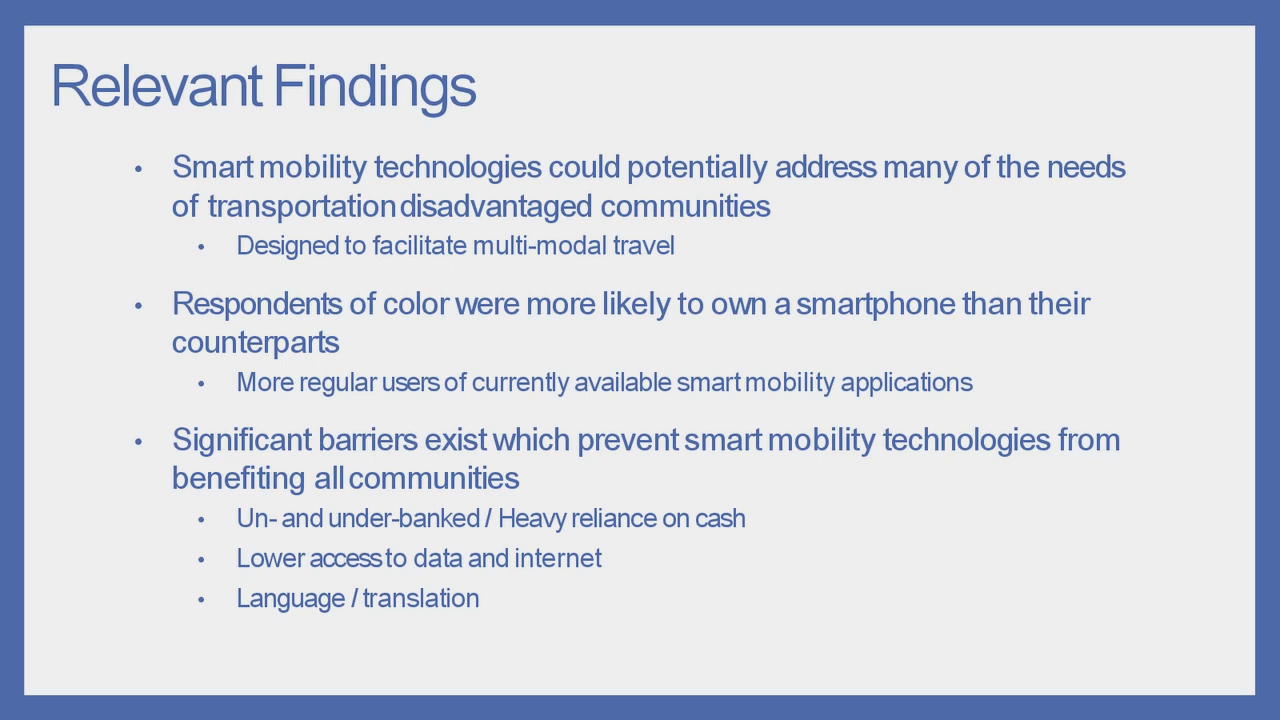 Relevant Findings
• Smart mobility technologies could potentially address many of the needs
of transportation disadvantaged communities
• Designed to facilitate multi-modal travel
• Respondents of color were more likely to own a smartphone than their
counterparts
• More regular users of currently available smart mobility applications
• Significant barriers exist which prevent smart mobility technologies from
benefiting all communities
• Un- and under-banked / Heavy reliance on cash
• Lower access to data and internet
• Language / translation